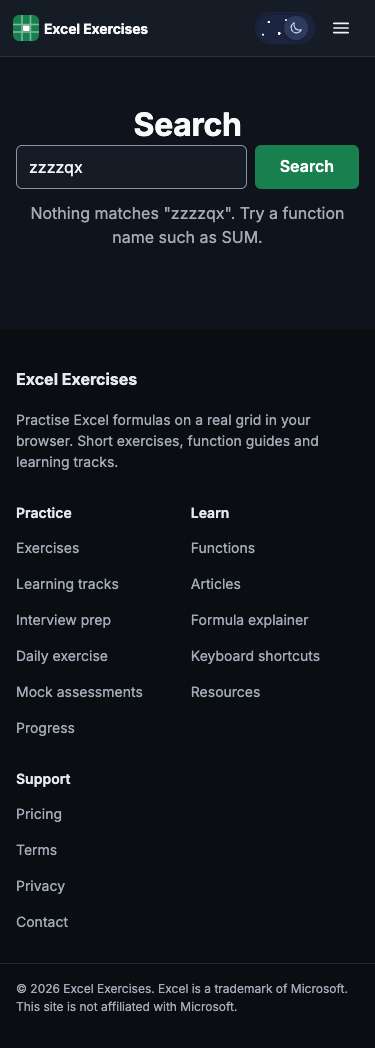 Excel Exercises
Search
zzzzqx
Search
Nothing matches "zzzzqx". Try a function
name such as SUM.
Excel Exercises
Practise Excel formulas on a real grid in your
browser. Short exercises, function guides and
learning tracks.
Practice
Exercises
Learning tracks
Interview prep
Daily exercise
Mock assessments
Progress
Learn
Functions
Articles
Formula explainer
Keyboard shortcuts
Resources
Support
Pricing
Terms
Privacy
Contact
© 2026 Excel Exercises. Excel is a trademark of Microsoft.
This site is not affiliated with Microsoft.